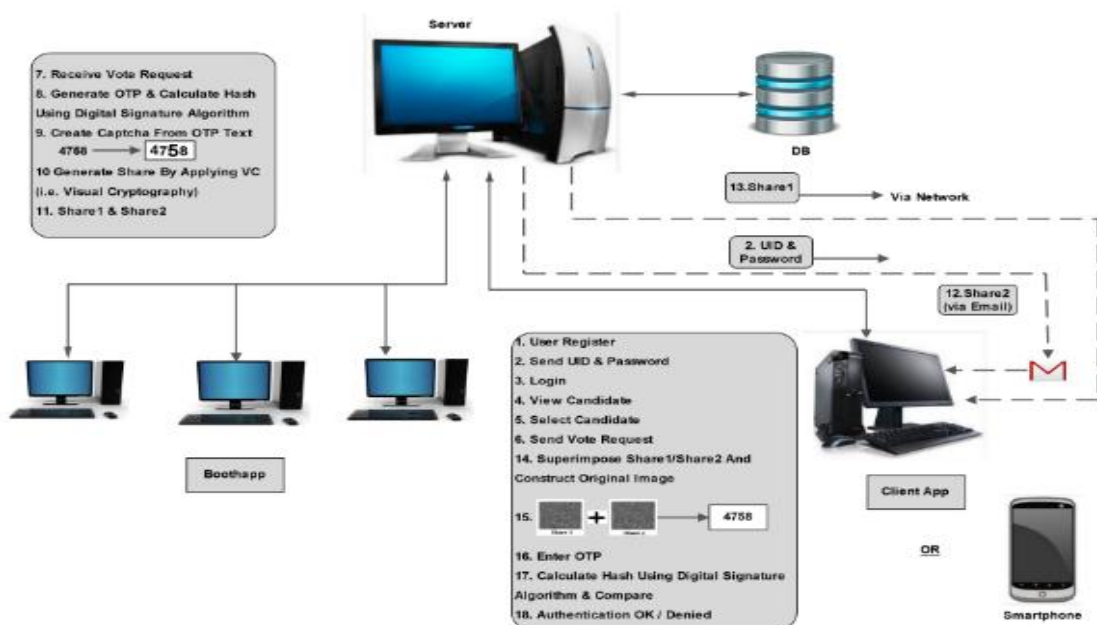 Server
7. Receive Vote Request
8. Generate OTP & Calculate Hash
Using Digital Signature Algorithm
9. Create Captcha From OTP Text
4768 4758
10 Generate Share By Applying VC
(i.e. Visual Cryptography)
11. Share1 & Share2
DB
13.Share1
Via Network
2. UID &
Password
12.Share2
(via Email)
1. User Register
2. Send UID & Password
3. Login
4. View Candidate
5. Select Candidate
6. Send Vote Request
14. Superimpose Share1/Share2 And
Construct Original Image
15. + 4758
16. Enter OTP
17. Calculate Hash Using Digital Signature
Algorithm & Compare
18. Authentication OK / Denied
Boothapp
Client App
OR
Smartphone